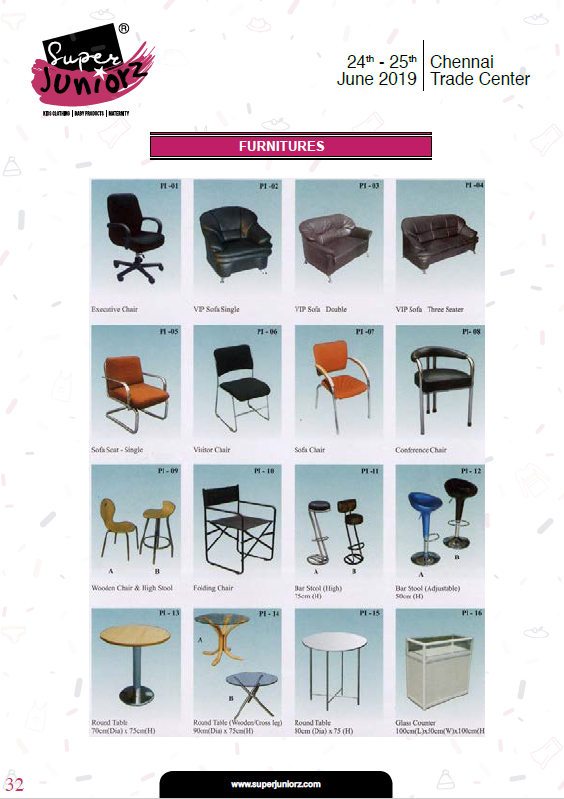 Super
Juniorz
®
KIDS CLOTHING | BABY PRODUCTS | MATERNITY
24th - 25th
June 2019
Chennai
Trade Center
FURNITURES
PI -01
PI -02
PI -03
PI -04
Executive Chair
VIP Sofa Single
VIP Sofa Double
VIP Sofa Three Seater
PI -05
PI - 06
PI -07
PI- 08
Sofa Seat - Single
Visitor Chair
Sofa Chair
Conference Chair
PI - 09
PI - 10
PI -11
PI - 12
A B
A B
A B
Wooden Chair & High Stool
Folding Chair
Bar Stool (High)
75cm (H)
Bar Stool (Adjustable)
50cm (H)
PI - 13
PI - 14
PI -15
PI - 16
A
B
Round Table
70cm(Dia) x 75cm(H)
Round Table (Wooden/Cross leg)
90cm(Dia) x 75cm(H)
Round Table
80cm (Dia) x 75 (H)
Glass Counter
100cm(L)x50cm(W)x100cm(H
32
www.superjuniorz.com